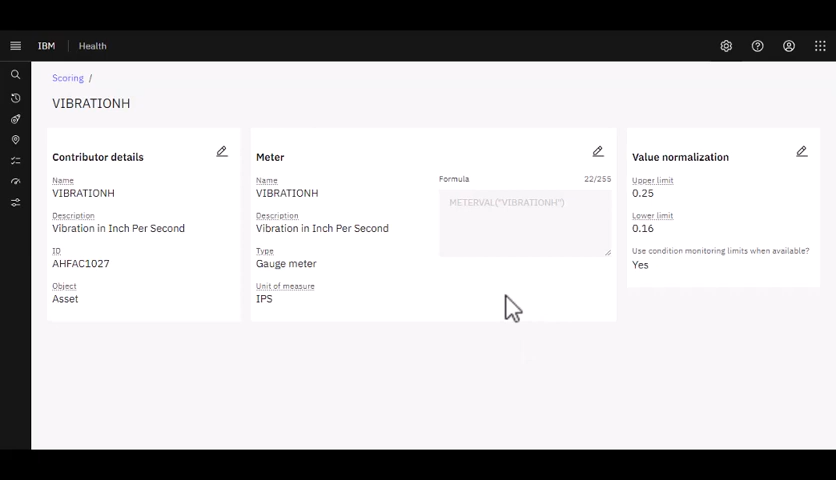 IBM Health
Scoring /
VIBRATIONH
Contributor details
Name
VIBRATIONH
Description
Vibration in Inch Per Second
ID
AHFAC1027
Object
Asset
Meter
Name
VIBRATIONH
Description
Vibration in Inch Per Second
Type
Gauge meter
Unit of measure
IPS
Formula 22/255
METERVAL("VIBRATIONH")
Value normalization
Upper limit
0.25
Lower limit
0.16
Use condition monitoring limits when available?
Yes